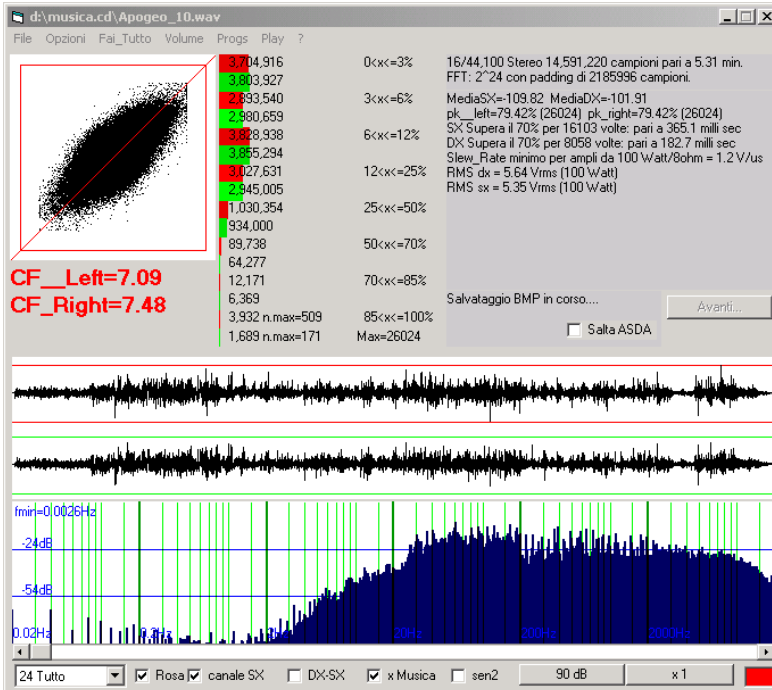 d:\musica.cd\Apogeo_10.wav
File Opzioni Fai_Tutto Volume Progs Play ?
3,704,916 0<x<=3%
3,803,927
2,893,540 3<x<=6%
2,980,659
3,828,938 6<x<=12%
3,855,294
3,027,631 12<x<=25%
2,945,005
1,030,354 25<x<=50%
934,000
89,738 50<x<=70%
64,277
12,171 70<x<=85%
6,369
3,932 n.max=509 85<x<=100%
1,689 n.max=171 Max=26024
16/44,100 Stereo 14,591,220 campioni pari a 5.31 min.
FFT: 2^24 con padding di 2185996 campioni.
MediaSX=-109.82 MediaDX=-101.91
pk__left=79.42% (26024) pk_right=79.42% (26024)
SX Supera il 70% per 16103 volte: pari a 365.1 milli sec
DX Supera il 70% per 8058 volte: pari a 182.7 milli sec
Slew_Rate minimo per ampli da 100 Watt/8ohm = 1.2 V/us
RMS dx = 5.64 Vrms (100 Watt)
RMS sx = 5.35 Vrms (100 Watt)
CF__Left=7.09
CF_Right=7.48
Salvataggio BMP in corso....
Avanti...
Salta ASDA
fmin=0.0026Hz
-24dB
-54dB
0.02Hz 0.2Hz 2Hz 20Hz 200Hz 2000Hz
24 Tutto Rosa canale SX DX-SX x Musica sen2 90 dB x 1